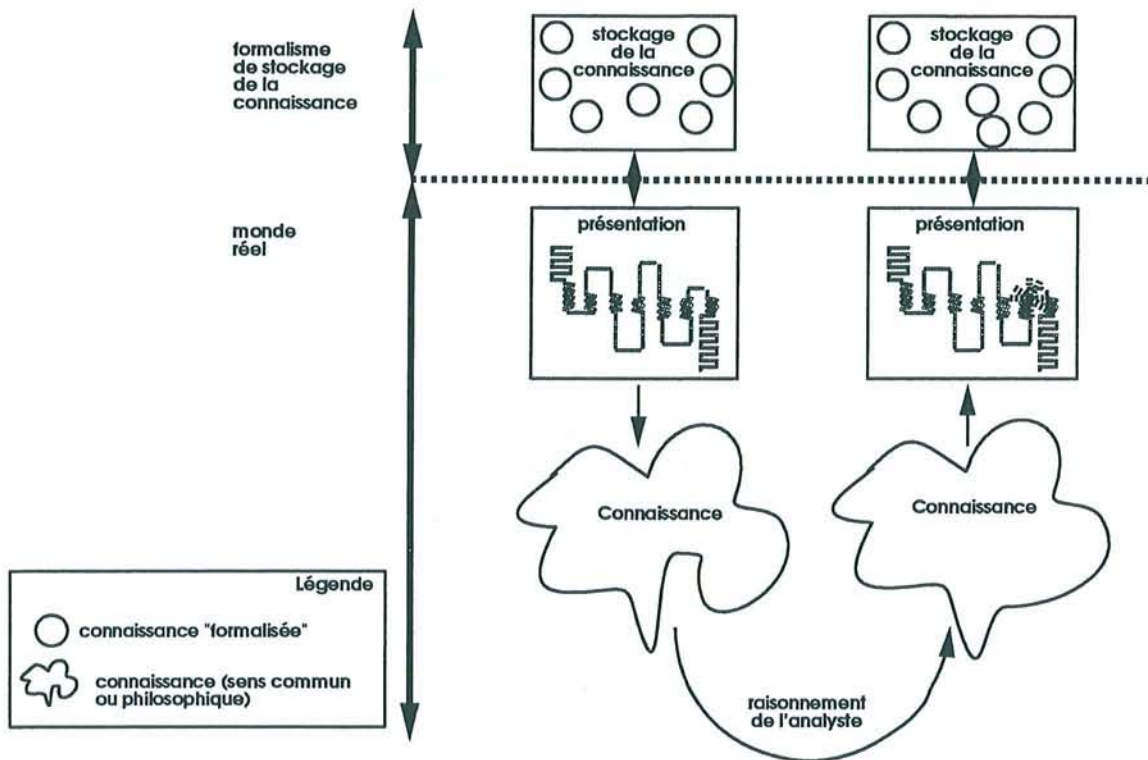 formalisme
de stockage
de la
connaissance
stockage
de la
connaissance
stockage
de la
connaissance
monde
réel
présentation
présentation
Connaissance
Connaissance
Légende
connaissance "formalisée"
connaissance (sens commun
ou philosophique)
raisonnement
de l'analyste